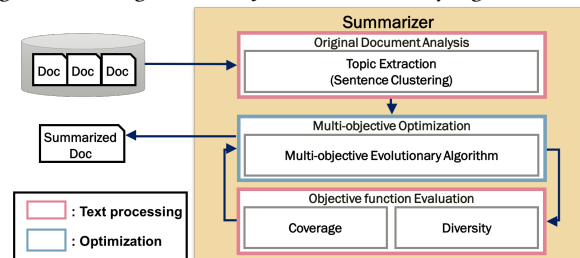 Summarizer
Original Document Analysis
Doc Doc Doc
Topic Extraction
(Sentence Clustering)
Multi-objective Optimization
Summarized
Doc
Multi-objective Evolutionary Algorithm
Objective function Evaluation
: Text processing
Coverage
Diversity
: Optimization